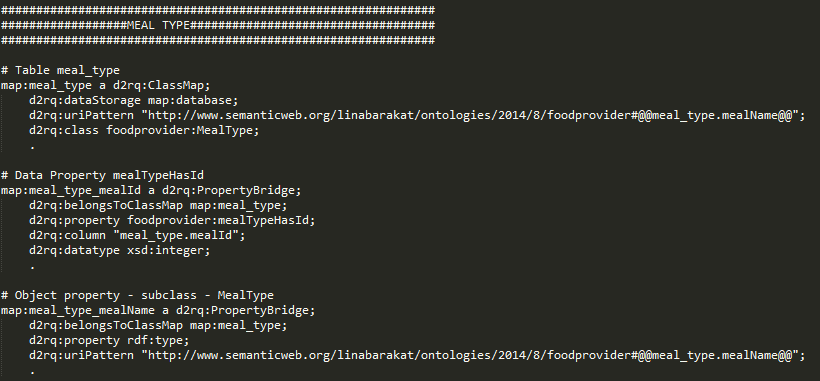 ##############################################################
##################MEAL TYPE###################################
##############################################################
# Table meal_type
map:meal_type a d2rq:ClassMap;
d2rq:dataStorage map:database;
d2rq:uriPattern "http://www.semanticweb.org/linabarakat/ontologies/2014/8/foodprovider#@@meal_type.mealName@@";
d2rq:class foodprovider:MealType;
.
# Data Property mealTypeHasId
map:meal_type_mealId a d2rq:PropertyBridge;
d2rq:belongsToClassMap map:meal_type;
d2rq:property foodprovider:mealTypeHasId;
d2rq:column "meal_type.mealId";
d2rq:datatype xsd:integer;
.
# Object property - subclass - MealType
map:meal_type_mealName a d2rq:PropertyBridge;
d2rq:belongsToClassMap map:meal_type;
d2rq:property rdf:type;
d2rq:uriPattern "http://www.semanticweb.org/linabarakat/ontologies/2014/8/foodprovider#@@meal_type.mealName@@";
.